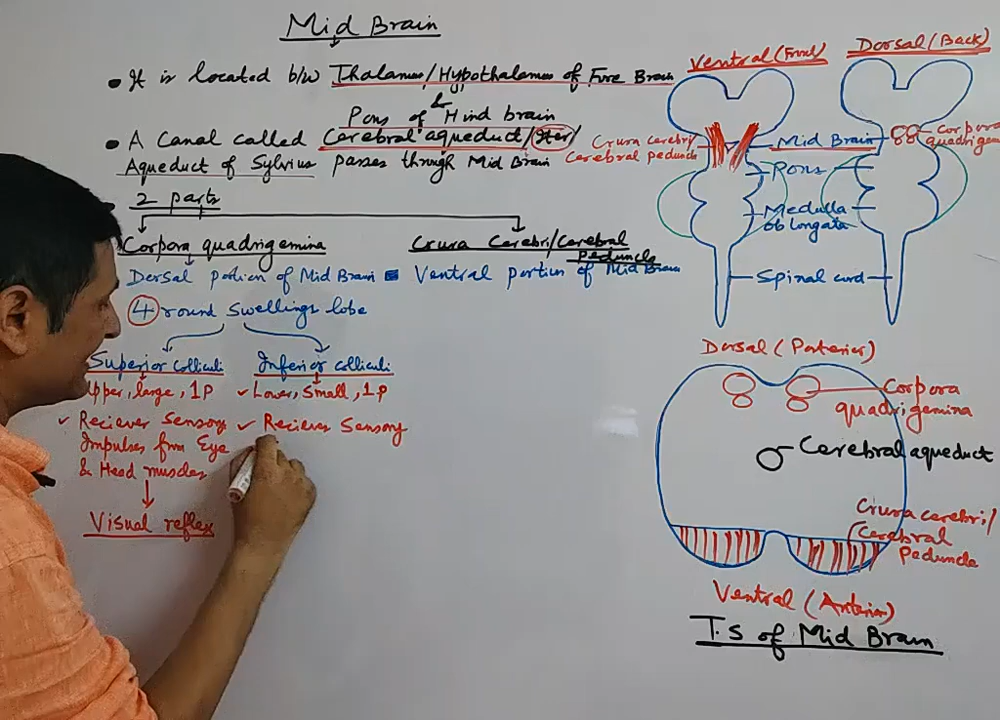 Mid Brain
• It is located b/w Thalamus/Hypothalamus of Fore Brain
&
Pons of Hind brain
• A Canal called Cerebral aqueduct/Iter/
Aqueduct of Sylvius passes through Mid Brain
2 parts
Corpora quadrigemina
Dorsal portion of Mid Brain
4 round swellings lobe
Superior colliculi
Upper, large, 1P
✓ Reciever Sensory
Impulses from Eye
& Head muscles
Visual reflex
Inferior colliculi
✓ Lower, Small, 1P
✓ Reciever Sensory
Crura Cerebri/Cerebral
Peduncle
Ventral portion of Mid Brain
Ventral (Front)
Dorsal (Back)
Crura cerebri/
Cerebral peduncle
Mid Brain
Corpora
quadrigemina
Pons
Medulla
oblongata
Spinal cord
Dorsal (Posterior)
Corpora
quadrigemina
Cerebral aqueduct
Crura cerebri/
Cerebral
Peduncle
Ventral (Anterior)
T.S of Mid Brain